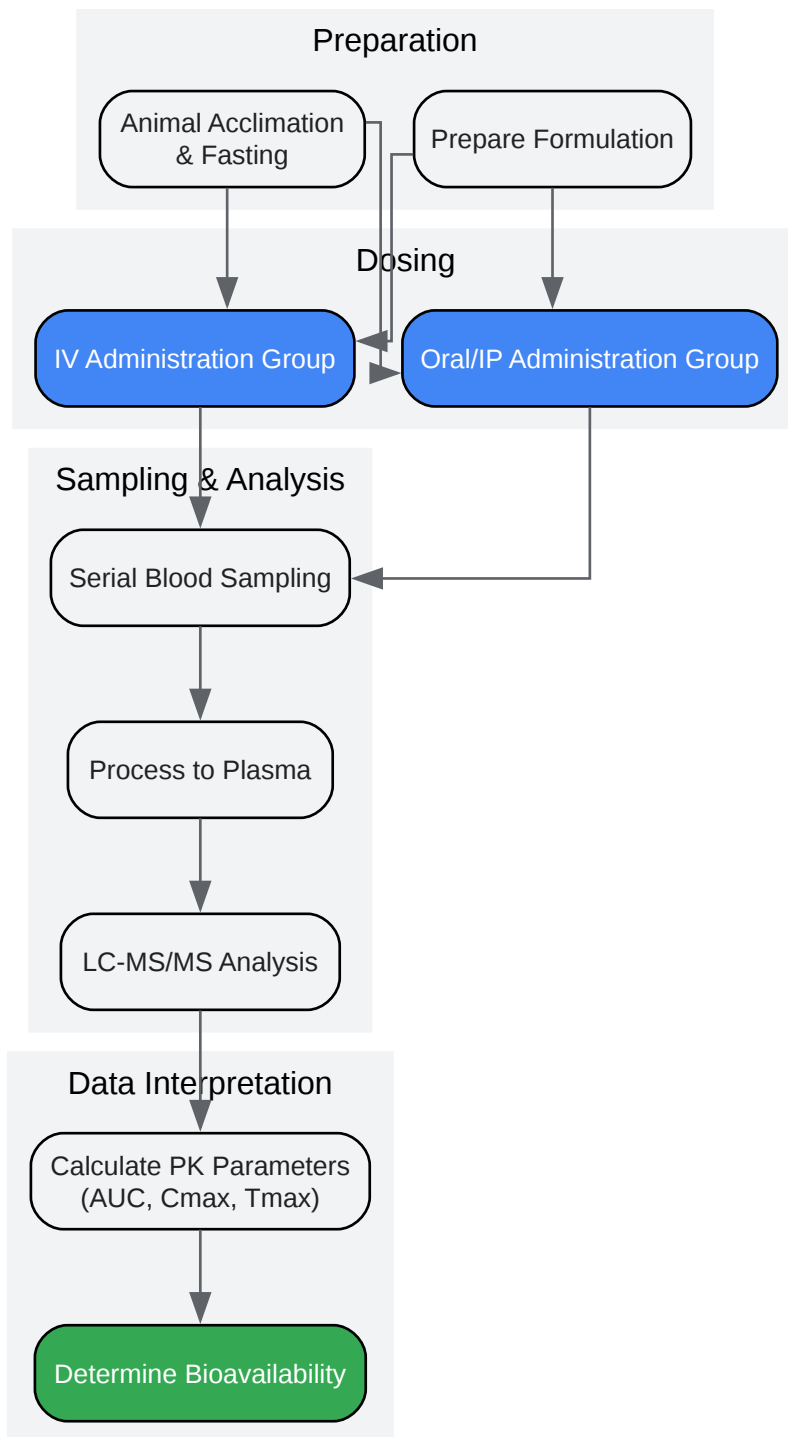 Preparation
Animal Acclimation
& Fasting
Prepare Formulation
Dosing
IV Administration Group
Oral/IP Administration Group
Sampling & Analysis
Serial Blood Sampling
Process to Plasma
LC-MS/MS Analysis
Data Interpretation
Calculate PK Parameters
(AUC, Cmax, Tmax)
Determine Bioavailability